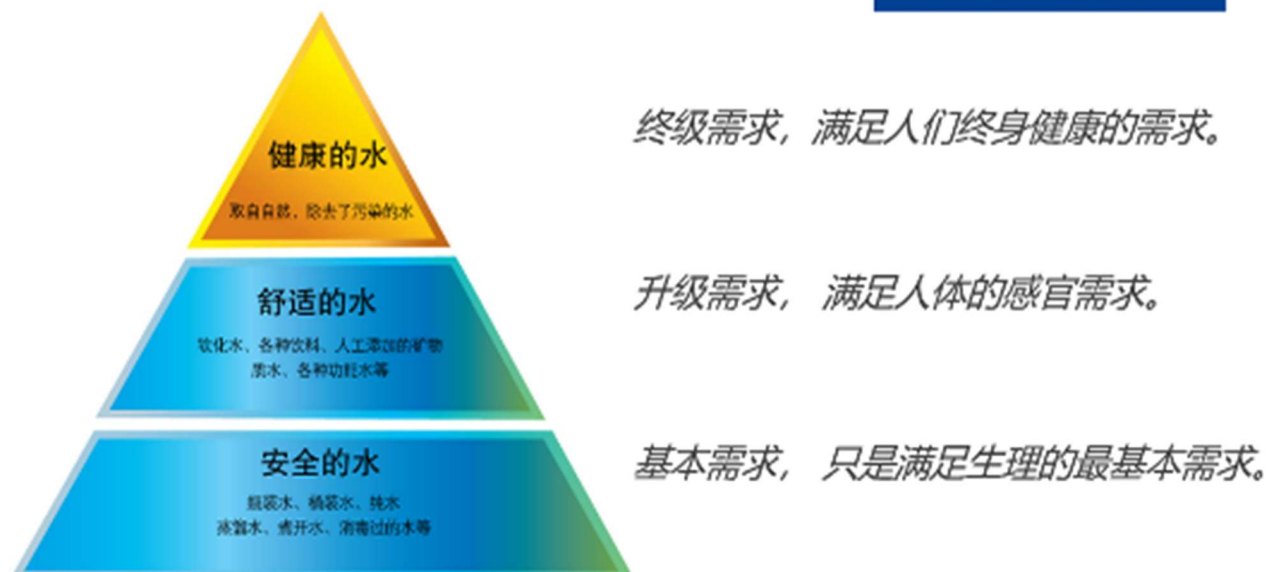 健康的水
取自自然、除去了污染的水
终级需求，满足人们终身健康的需求。
舒适的水
软化水、各种饮料、人工添加的矿物
质水、各种功能水等
升级需求， 满足人体的感官需求。
安全的水
瓶装水、桶装水、纯水
蒸馏水、煮开水、消毒过的水等
基本需求， 只是满足生理的最基本需求。